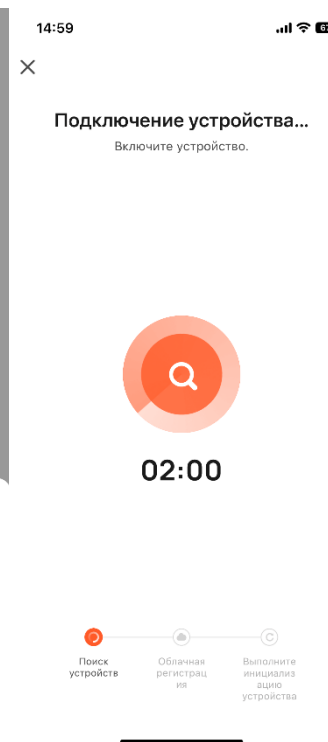 14:59
Подключение устройства...
Включите устройство.
02:00
Поиск
устройств
Облачная
регистрац
ия
Выполните
инициализ
ацию
устройства